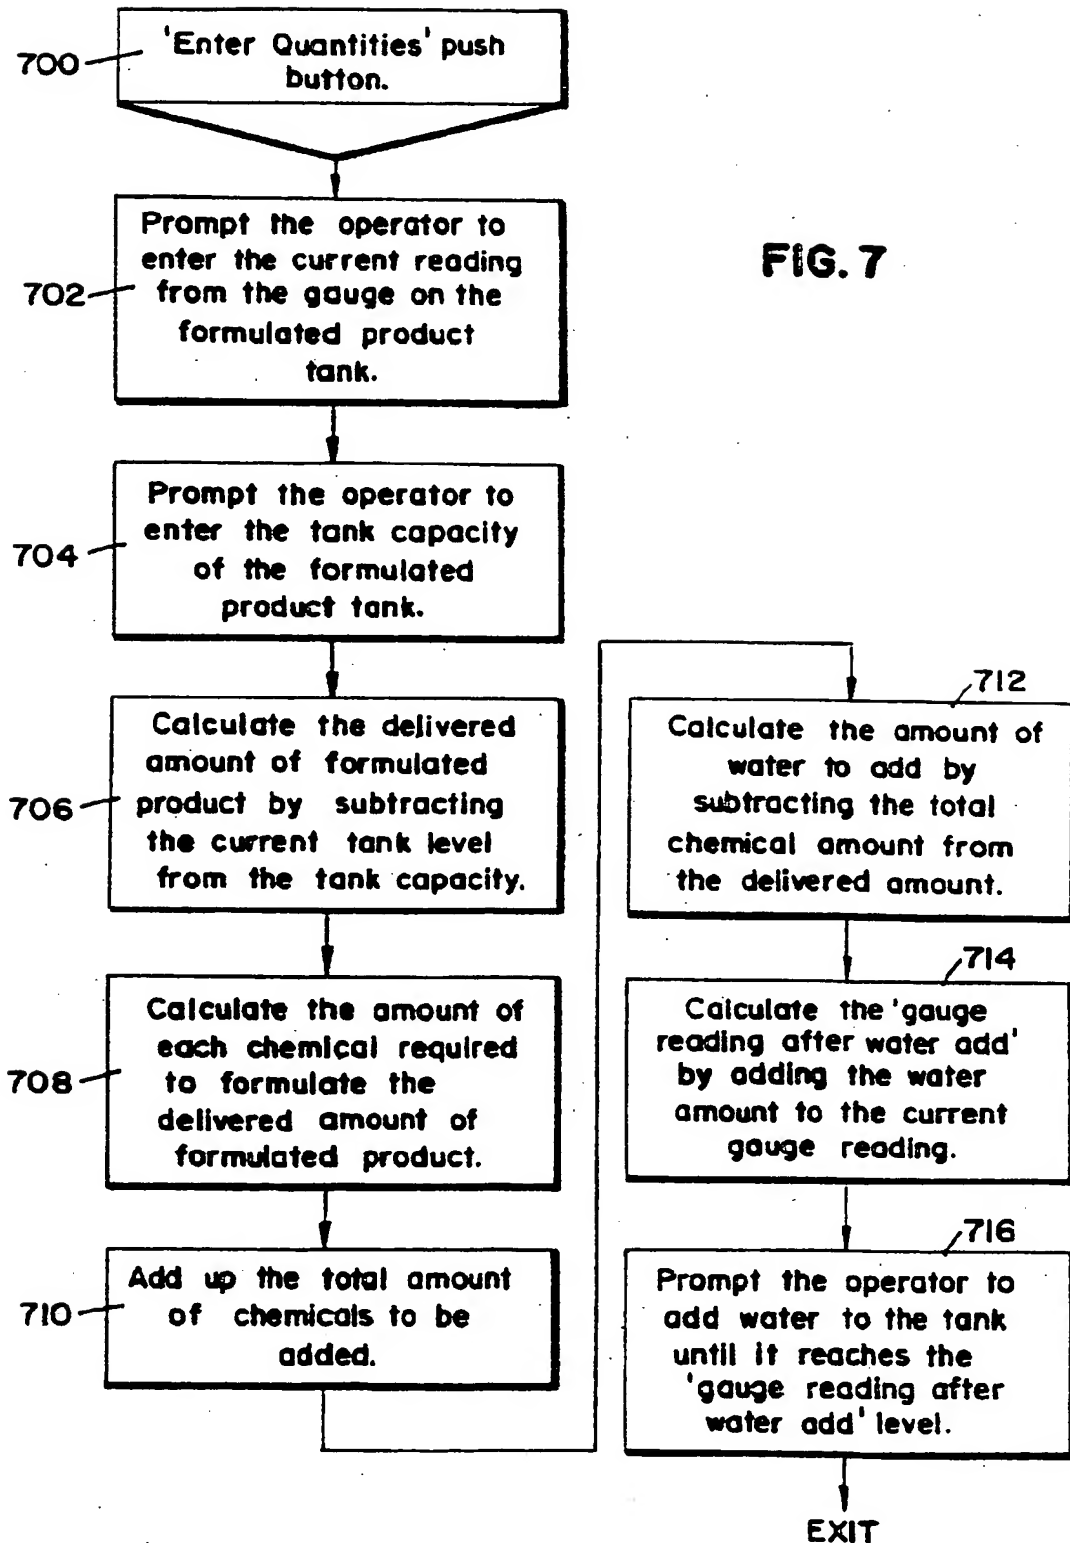 700
'Enter Quantities' push
button.
702
Prompt the operator to
enter the current reading
from the gauge on the
formulated product
tank.
FIG. 7
704
Prompt the operator to
enter the tank capacity
of the formulated
product tank.
706
Calculate the delivered
amount of formulated
product by subtracting
the current tank level
from the tank capacity.
708
Calculate the amount of
each chemical required
to formulate the
delivered amount of
formulated product.
710
Add up the total amount
of chemicals to be
added.
712
Calculate the amount of
water to add by
subtracting the total
chemical amount from
the delivered amount.
714
Calculate the 'gauge
reading after water add'
by adding the water
amount to the current
gauge reading.
716
Prompt the operator to
add water to the tank
until it reaches the
'gauge reading after
water add' level.
EXIT